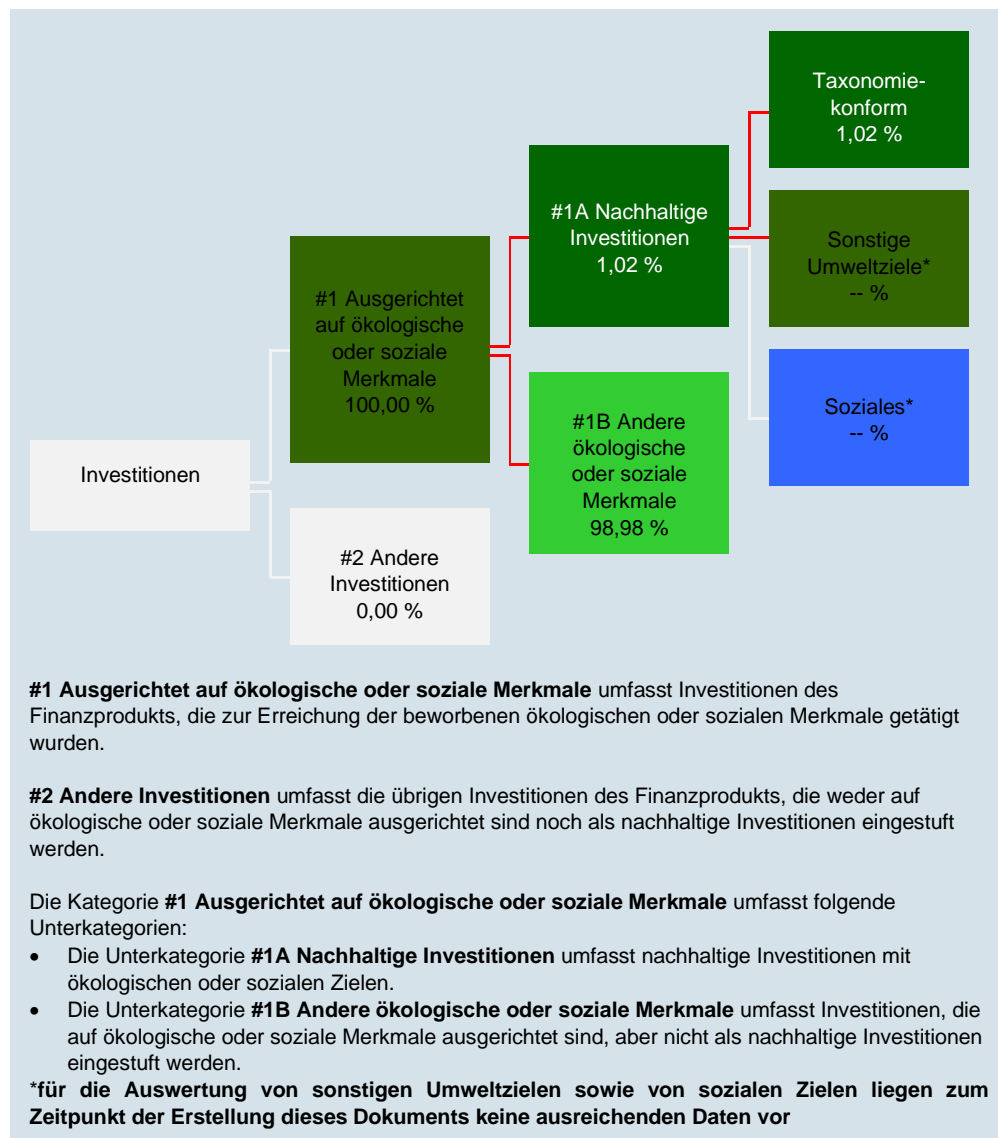 Taxonomie-
konform
1,02 %
#1A Nachhaltige
Investitionen
1,02 %
Sonstige
Umweltziele*
-- %
#1 Ausgerichtet
auf ökologische
oder soziale
Merkmale
100,00 %
Soziales*
-- %
#1B Andere
ökologische
oder soziale
Merkmale
98,98 %
Investitionen
#2 Andere
Investitionen
0,00 %
#1 Ausgerichtet auf ökologische oder soziale Merkmale umfasst Investitionen des
Finanzprodukts, die zur Erreichung der beworbenen ökologischen oder sozialen Merkmale getätigt
wurden.
#2 Andere Investitionen umfasst die übrigen Investitionen des Finanzprodukts, die weder auf
ökologische oder soziale Merkmale ausgerichtet sind noch als nachhaltige Investitionen eingestuft
werden.
Die Kategorie #1 Ausgerichtet auf ökologische oder soziale Merkmale umfasst folgende
Unterkategorien:
• Die Unterkategorie #1A Nachhaltige Investitionen umfasst nachhaltige Investitionen mit
ökologischen oder sozialen Zielen.
• Die Unterkategorie #1B Andere ökologische oder soziale Merkmale umfasst Investitionen, die
auf ökologische oder soziale Merkmale ausgerichtet sind, aber nicht als nachhaltige Investitionen
eingestuft werden.
*für die Auswertung von sonstigen Umweltzielen sowie von sozialen Zielen liegen zum
Zeitpunkt der Erstellung dieses Dokuments keine ausreichenden Daten vor